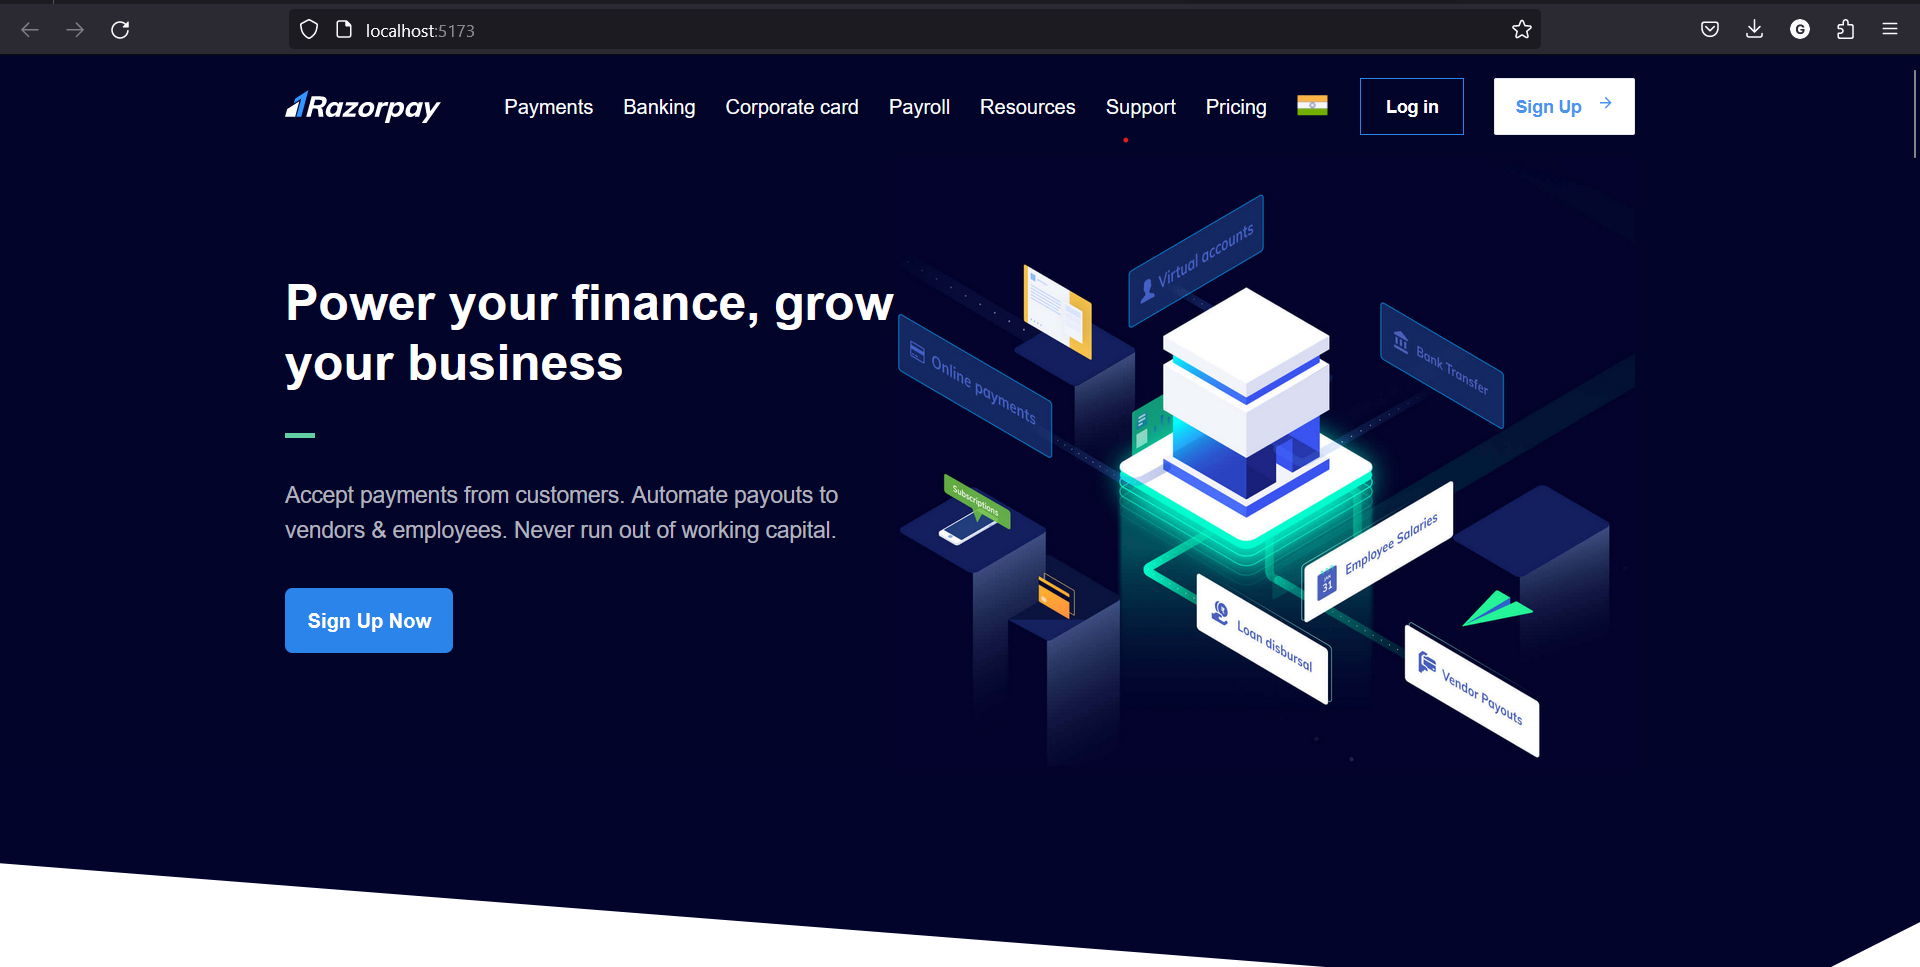 localhost:5173
Razorpay
Payments Banking Corporate card Payroll Resources Support Pricing Log in Sign Up
Power your finance, grow
your business
Accept payments from customers. Automate payouts to
vendors & employees. Never run out of working capital.
Sign Up Now
Virtual accounts
Online payments
Bank Transfer
Subscriptions
Employee Salaries
JAN
31
Loan disbursal
Vendor Payouts
G